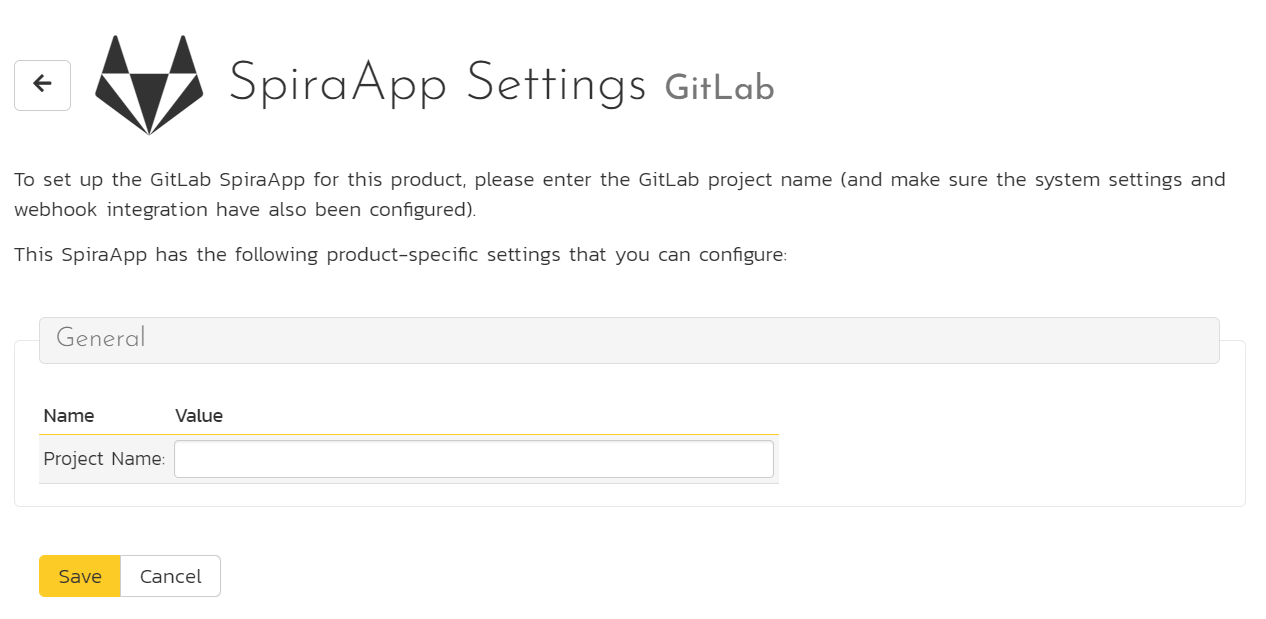 SpiraApp Settings GitLab
To set up the GitLab SpiraApp for this product, please enter the GitLab project name (and make sure the system settings and
webhook integration have also been configured).
This SpiraApp has the following product-specific settings that you can configure:
General
Name Value
Project Name:
Save Cancel